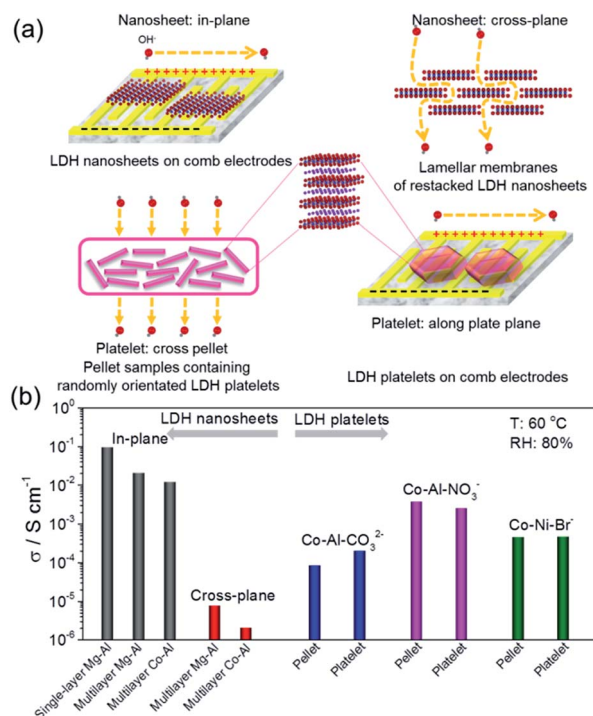 (a)
Nanosheet: in-plane
Nanosheet: cross-plane
OH-
++++++++++++++
LDH nanosheets on comb electrodes
Lamellar membranes
of restacked LDH nanosheets
Platelet: cross pellet
Pellet samples containing
randomly orientated LDH platelets
Platelet: along plate plane
LDH platelets on comb electrodes
(b)
LDH nanosheets
LDH platelets
T: 60 °C
RH: 80%
In-plane
Cross-plane
Co-Al-CO₃²⁻
Co-Al-NO₃⁻
Co-Ni-Br⁻
σ / S cm⁻¹
10⁰
10⁻¹
10⁻²
10⁻³
10⁻⁴
10⁻⁵
10⁻⁶
Single-layer Mg-Al
Multilayer Mg-Al
Multilayer Co-Al
Multilayer Mg-Al
Multilayer Co-Al
Pellet
Platelet
Pellet
Platelet
Pellet
Platelet